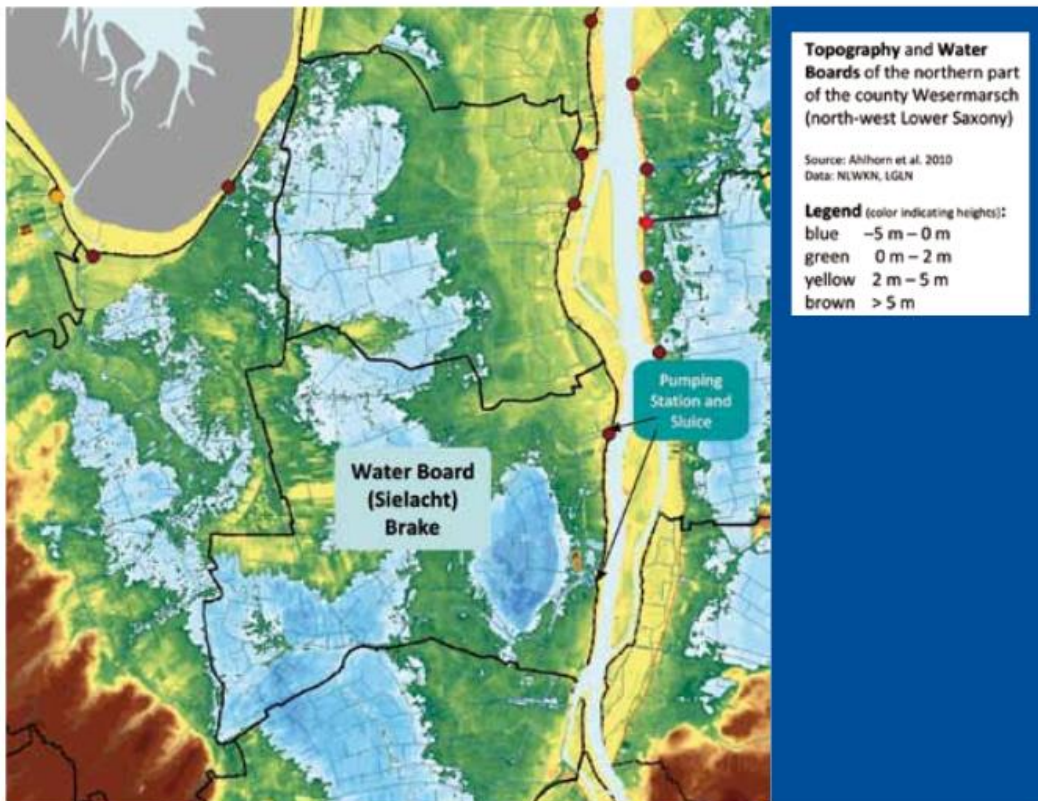 Topography and Water
Boards of the northern part
of the county Wesermarsch
(north-west Lower Saxony)
Source: Ahlhorn et al. 2010
Data: NLWKN, LGLN
Legend (color indicating heights):
blue –5 m – 0 m
green 0 m – 2 m
yellow 2 m – 5 m
brown > 5 m
Pumping
Station and
Sluice
Water Board
(Sielacht)
Brake